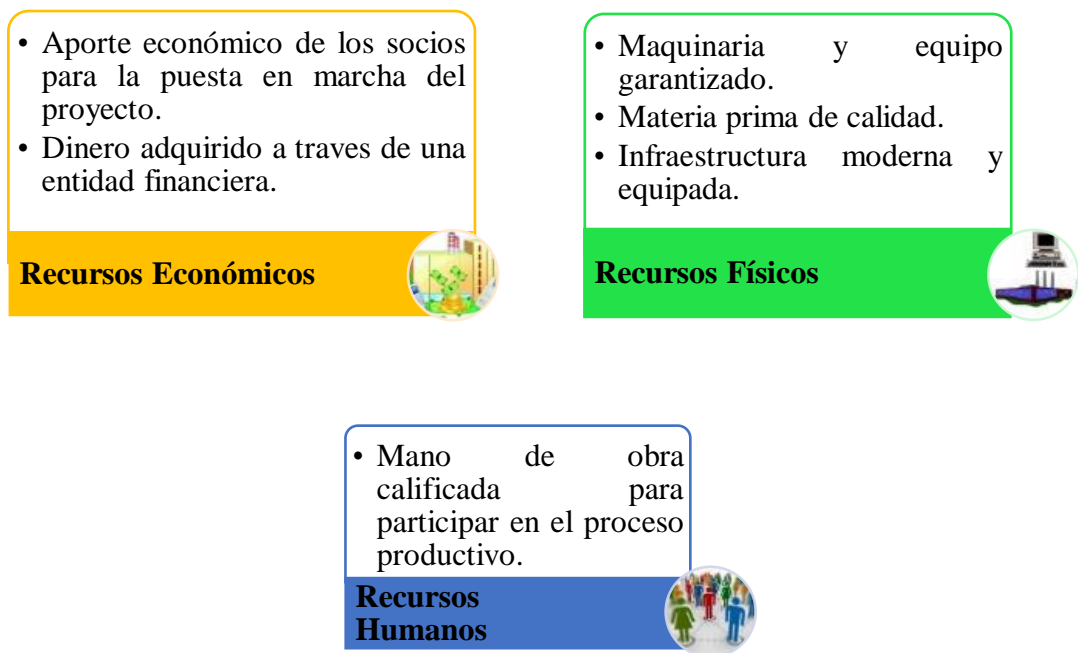 • Aporte económico de los socios
para la puesta en marcha del
proyecto.
• Dinero adquirido a traves de una
entidad financiera.
Recursos Económicos
• Maquinaria y equipo
garantizado.
• Materia prima de calidad.
• Infraestructura moderna y
equipada.
Recursos Físicos
• Mano de obra
calificada para
participar en el proceso
productivo.
Recursos
Humanos